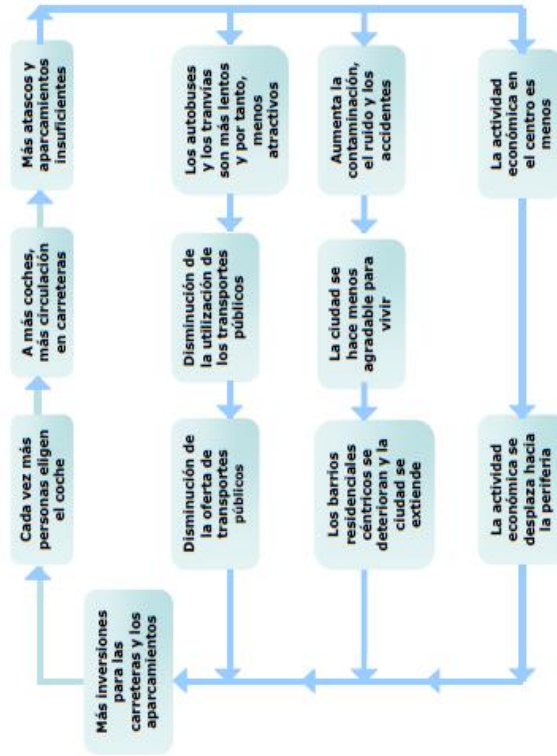 Cada vez más
personas eligen
el coche
A más coches,
más circulación
en carreteras
Más atascos y
aparcamientos
insuficientes
Más inversiones
para las
carreteras y los
aparcamientos
Disminución de
la oferta de
transportes
públicos
Disminución de
la utilización de
los transportes
públicos
Los autobuses
y los tranvías
son más lentos
y por tanto,
menos
atractivos
Los barrios
residenciales
céntricos se
deterioran y la
ciudad se
extiende
La ciudad se
hace menos
agradable para
vivir
Aumenta la
contaminación,
el ruido y los
accidentes
La actividad
económica se
desplaza hacia
la periferia
La actividad
económica en
el centro es
menos